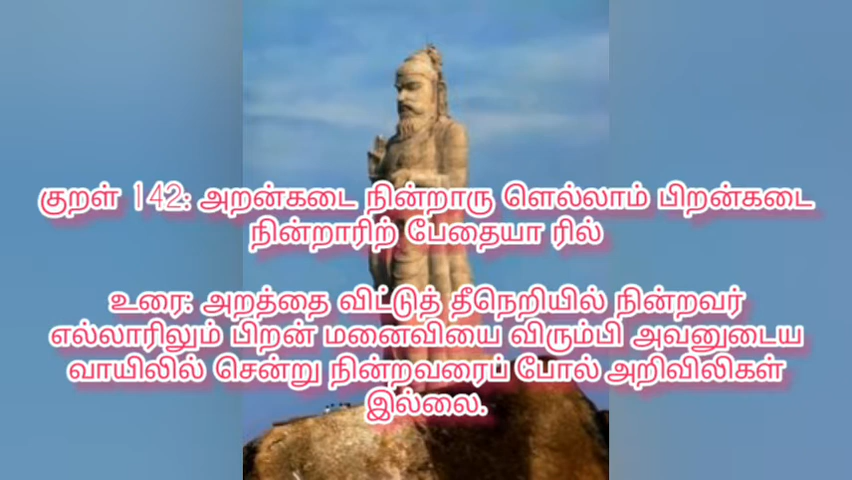 குறள் 142: அறன்கடை நின்றாரு ளெல்லாம் பிறன்கடை
நின்றாரிற் பேதையா ரில்
உரை: அறத்தை விட்டுத் தீநெறியில் நின்றவர்
எல்லாரிலும் பிறன் மனைவியை விரும்பி அவனுடைய
வாயிலில் சென்று நின்றவரைப் போல் அறிவிலிகள்
இல்லை.